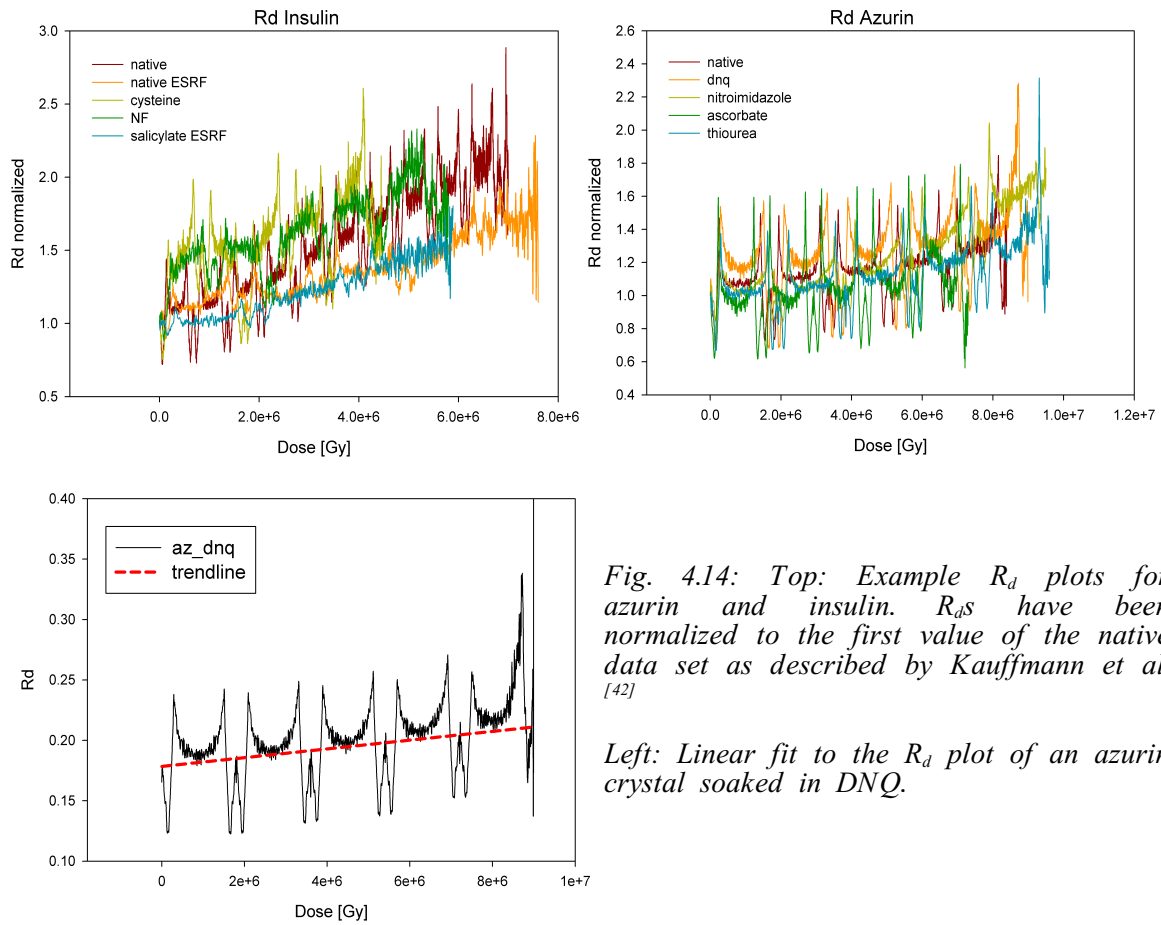 Rd Insulin
3.0
2.5
2.0
1.5
1.0
0.5
Rd normalized
native
native ESRF
cysteine
NF
salicylate ESRF
0.0
2.0e+6
4.0e+6
6.0e+6
8.0e+6
Dose [Gy]
Rd Azurin
2.6
2.4
2.2
2.0
1.8
1.6
1.4
1.2
1.0
0.8
0.6
0.4
Rd normalized
native
dnq
nitroimidazole
ascorbate
thiourea
0.0
2.0e+6
4.0e+6
6.0e+6
8.0e+6
1.0e+7
1.2e+7
Dose [Gy]
0.40
0.35
0.30
0.25
0.20
0.15
0.10
Rd
az_dnq
trendline
0
2e+6
4e+6
6e+6
8e+6
1e+7
Dose [Gy]
Fig. 4.14: Top: Example Rd plots for
azurin and insulin. Rds have been
normalized to the first value of the native
data set as described by Kauffmann et al
[42]
Left: Linear fit to the Rd plot of an azurin
crystal soaked in DNQ.